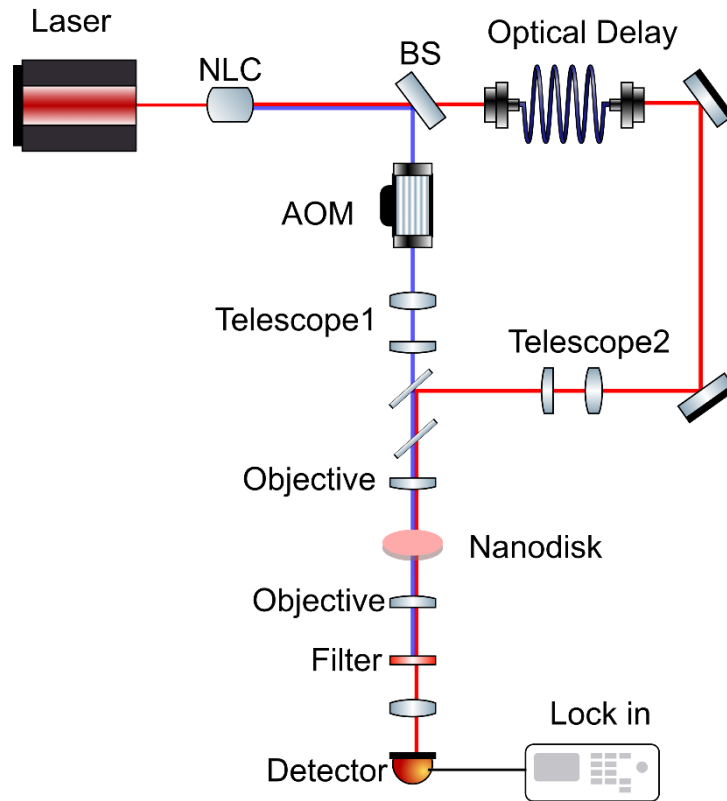 Laser
NLC
BS
Optical Delay
AOM
Telescope1
Telescope2
Objective
Nanodisk
Objective
Filter
Lock in
Detector